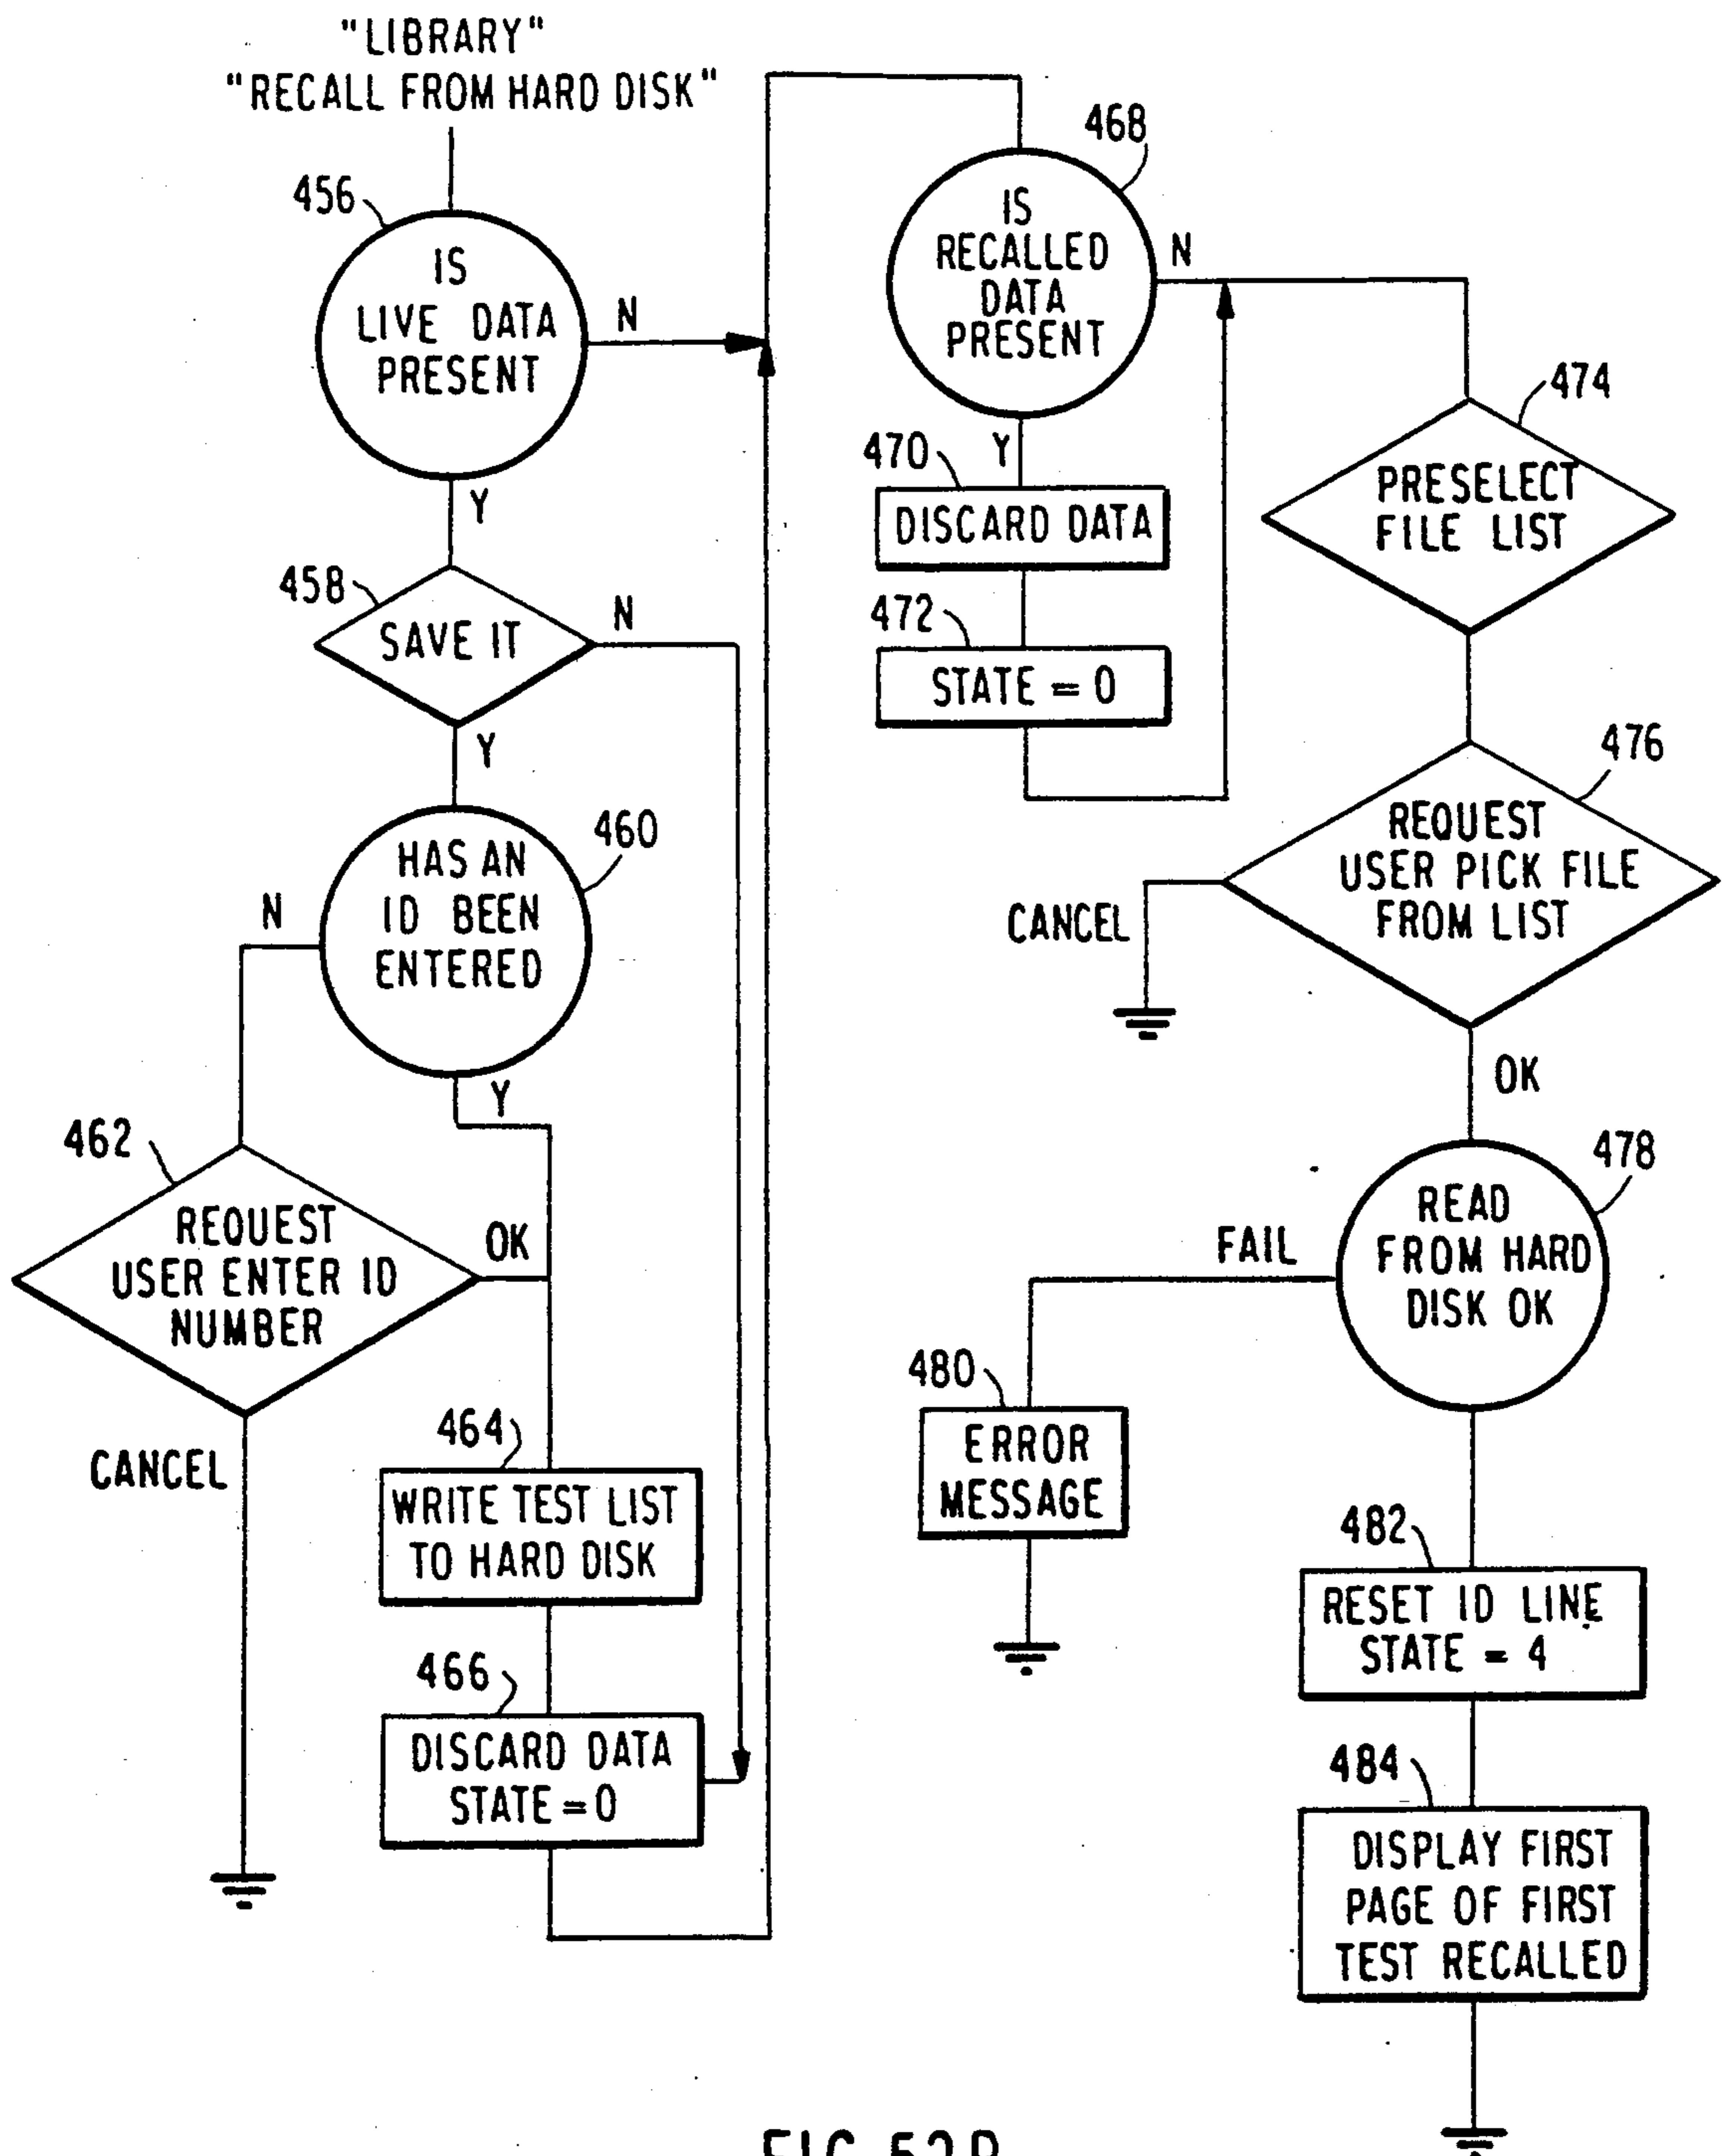 "LIBRARY"
"RECALL FROM HARD DISK"
456
IS
LIVE DATA
PRESENT
N
Y
458
SAVE IT
N
Y
460
HAS AN
ID BEEN
ENTERED
N
Y
462
REQUEST
USER ENTER ID
NUMBER
OK
CANCEL
464
WRITE TEST LIST
TO HARD DISK
466
DISCARD DATA
STATE = 0
468
IS
RECALLED
DATA
PRESENT
N
Y
470
DISCARD DATA
472
STATE = 0
474
PRESELECT
FILE LIST
476
REQUEST
USER PICK FILE
FROM LIST
CANCEL
OK
478
READ
FROM HARD
DISK OK
FAIL
480
ERROR
MESSAGE
482
RESET ID LINE
STATE = 4
484
DISPLAY FIRST
PAGE OF FIRST
TEST RECALLED